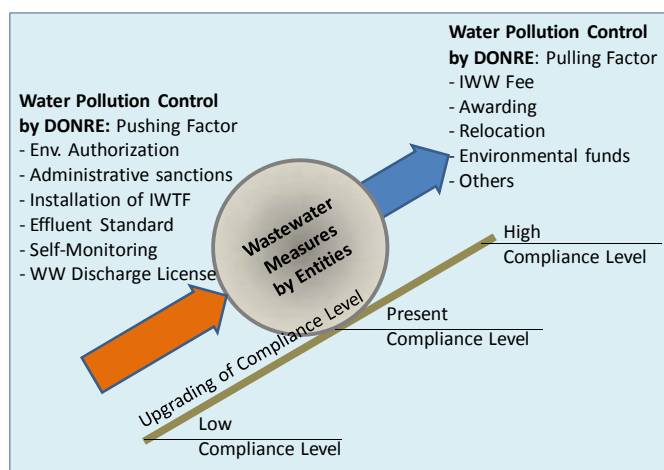 Water Pollution Control
by DONRE: Pushing Factor
- Env. Authorization
- Administrative sanctions
- Installation of IWTF
- Effluent Standard
- Self-Monitoring
- WW Discharge License
Water Pollution Control
by DONRE: Pulling Factor
- IWW Fee
- Awarding
- Relocation
- Environmental funds
- Others
Wastewater
Measures
by Entities
Upgrading of Compliance Level
High
Compliance Level
Present
Compliance Level
Low
Compliance Level